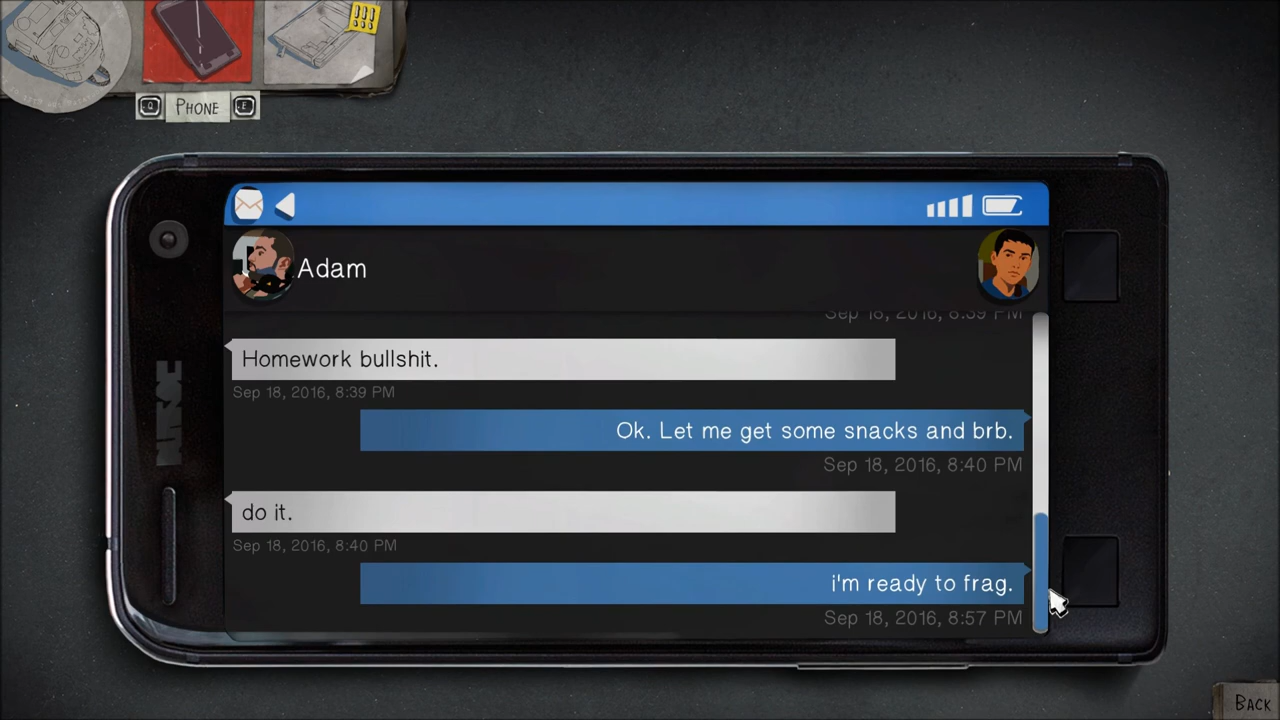 Q PHONE E
Adam
Sep 18, 2016, 8:39 PM
Homework bullshit.
Sep 18, 2016, 8:39 PM
Ok. Let me get some snacks and brb.
Sep 18, 2016, 8:40 PM
do it.
Sep 18, 2016, 8:40 PM
i'm ready to frag.
Sep 18, 2016, 8:57 PM
BACK